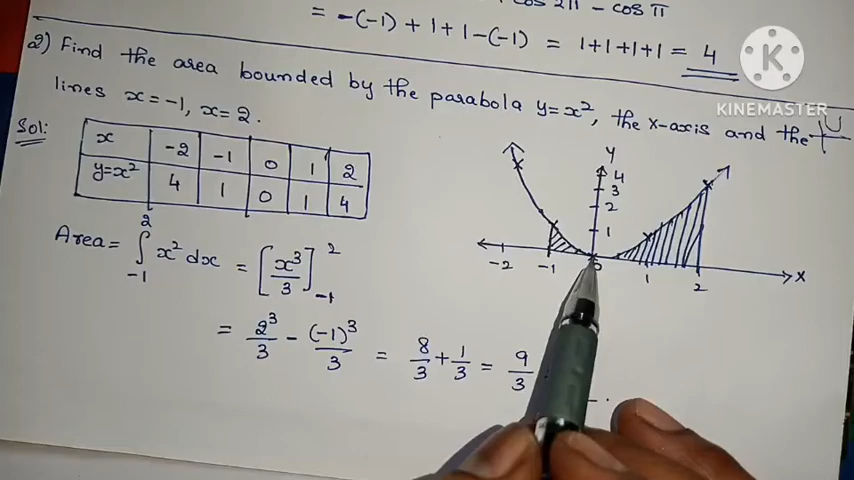 cos 2π - cos π
= -(-1) + 1 + 1 - (-1) = 1+1+1+1 = 4
K
KINEMASTER
2) Find the area bounded by the parabola y=x², the x-axis and the
lines x=-1, x=2.
Sol:
x -2 -1 0 1 2
y=x² 4 1 0 1 4
Y
4
3
2
1
-2 -1 0 1 2 X
Area = ∫₋₁² x² dx = [x³/3]₋₁²
= 2³/3 - (-1)³/3 = 8/3 + 1/3 = 9/3